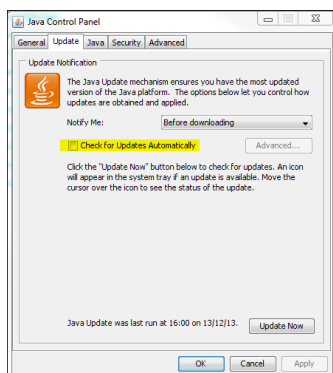 Java Control Panel
General Update Java Security Advanced
Update Notification
The Java Update mechanism ensures you have the most updated
version of the Java platform. The options below let you control how
updates are obtained and applied.
Notify Me: Before downloading
Check for Updates Automatically Advanced...
Click the "Update Now" button below to check for updates. An icon
will appear in the system tray if an update is available. Move the
cursor over the icon to see the status of the update.
Java Update was last run at 16:00 on 13/12/13. Update Now
OK Cancel Apply